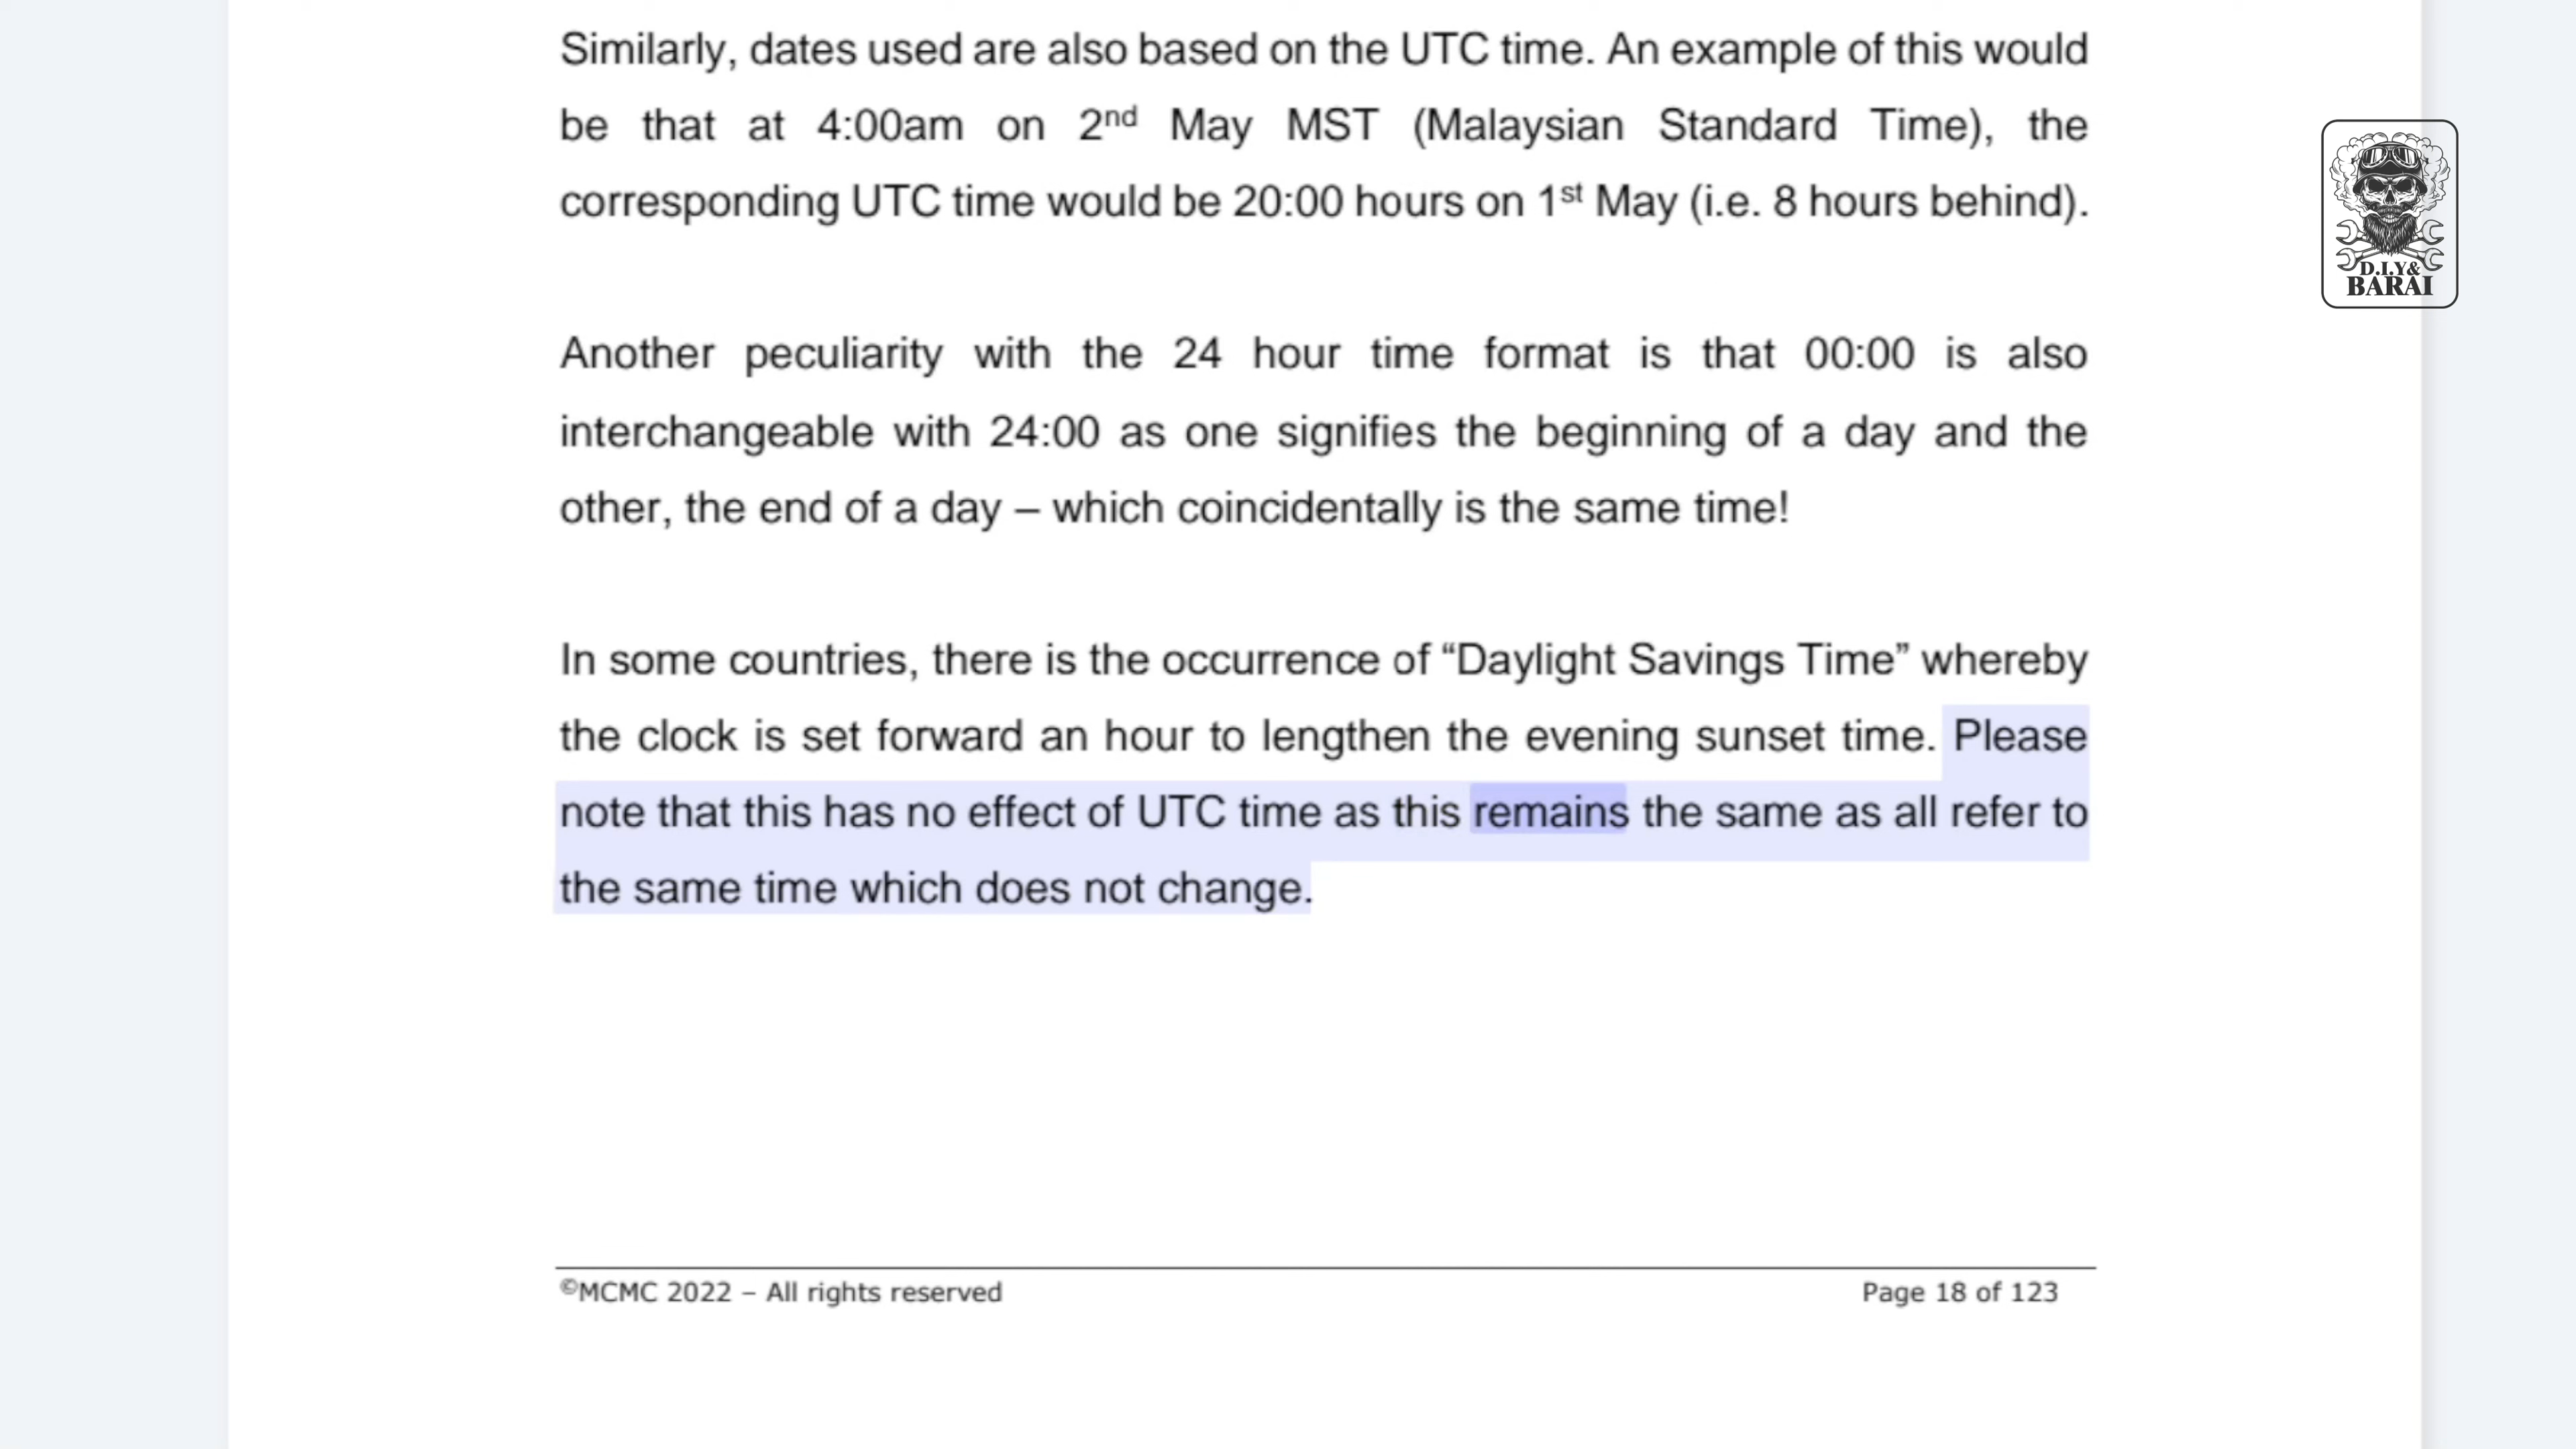 Similarly, dates used are also based on the UTC time. An example of this would
be that at 4:00am on 2nd May MST (Malaysian Standard Time), the
corresponding UTC time would be 20:00 hours on 1st May (i.e. 8 hours behind).
Another peculiarity with the 24 hour time format is that 00:00 is also
interchangeable with 24:00 as one signifies the beginning of a day and the
other, the end of a day – which coincidentally is the same time!
In some countries, there is the occurrence of “Daylight Savings Time” whereby
the clock is set forward an hour to lengthen the evening sunset time. Please
note that this has no effect of UTC time as this remains the same as all refer to
the same time which does not change.
©MCMC 2022 – All rights reserved Page 18 of 123
D.I.Y&
BARAI